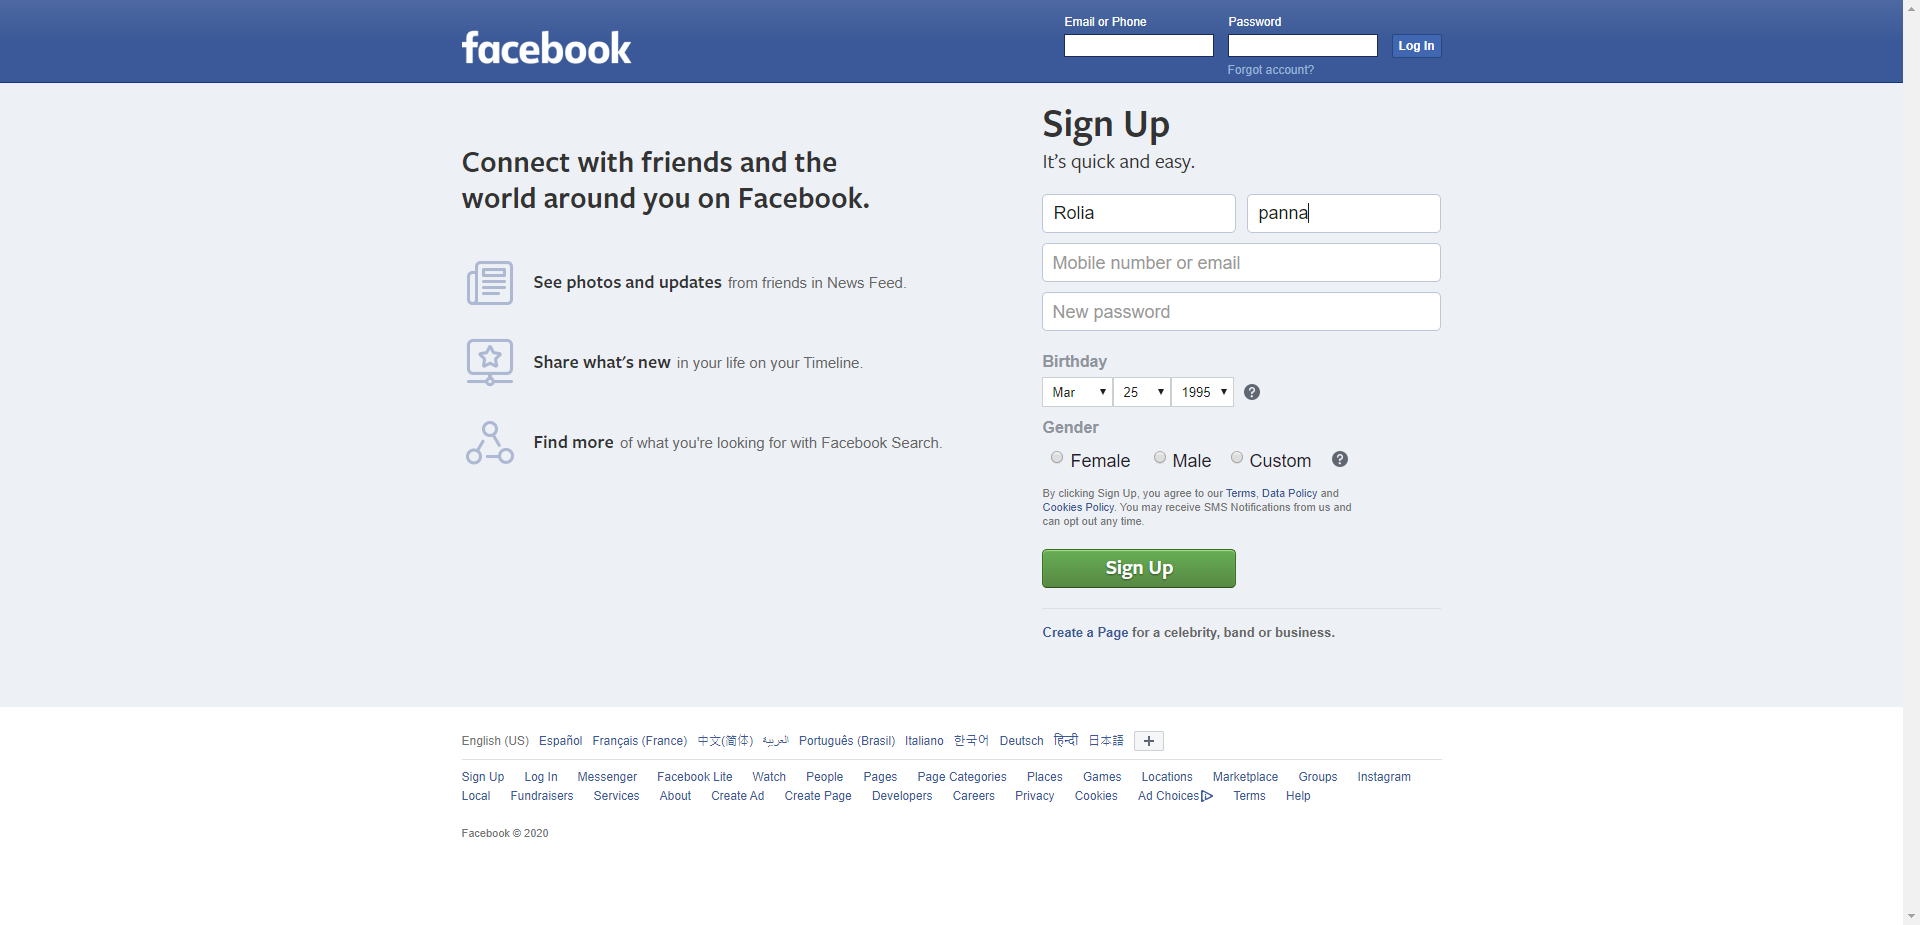 facebook
Email or Phone
Password
Log In
Forgot account?
Sign Up
It's quick and easy.
Connect with friends and the
world around you on Facebook.
Rolia
panna
Mobile number or email
New password
See photos and updates from friends in News Feed.
Share what's new in your life on your Timeline.
Find more of what you're looking for with Facebook Search.
Birthday
Mar 25 1995
Gender
Female Male Custom
By clicking Sign Up, you agree to our Terms, Data Policy and
Cookies Policy. You may receive SMS Notifications from us and
can opt out any time.
Sign Up
Create a Page for a celebrity, band or business.
English (US) Español Français (France) 中文(简体) العربية Português (Brasil) Italiano 한국어 Deutsch हिन्दी 日本語
Sign Up Log In Messenger Facebook Lite Watch People Pages Page Categories Places Games Locations Marketplace Groups Instagram
Local Fundraisers Services About Create Ad Create Page Developers Careers Privacy Cookies Ad Choices Terms Help
Facebook © 2020